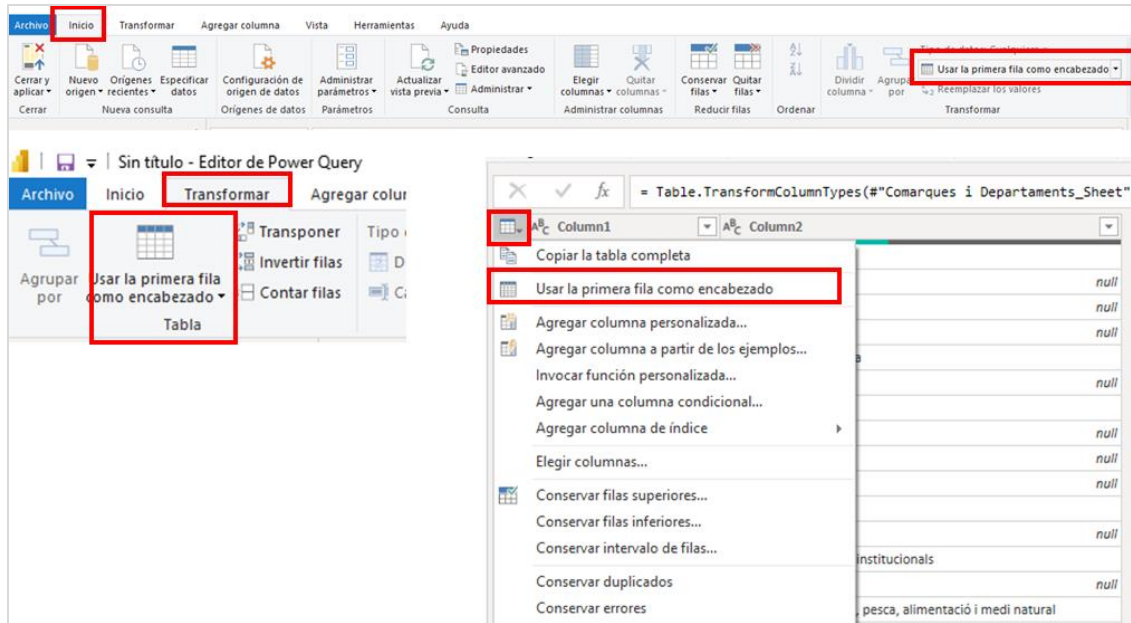 Archivo Inicio Transformar Agregar columna Vista Herramientas Ayuda
Cerrar y aplicar
Nuevo origen
Orígenes recientes
Especificar datos
Configuración de origen de datos
Administrar parámetros
Actualizar vista previa
Propiedades
Editor avanzado
Administrar
Elegir columnas
Quitar columnas
Conservar filas
Quitar filas
Dividir columna
Agrupar por
Usar la primera fila como encabezado
Reemplazar los valores
Cerrar Nueva consulta Orígenes de datos Parámetros Consulta Administrar columnas Reducir filas Ordenar Transformar
Sin título - Editor de Power Query
Archivo Inicio Transformar Agregar colur
Agrupar por
Usar la primera fila
como encabezado
Transponer
Invertir filas
Contar filas
Tipo
D
Tabla
fx = Table.TransformColumnTypes(#"Comarques i Departaments_Sheet"
ABC Column1 ABC Column2
Copiar la tabla completa
Usar la primera fila como encabezado
null
null
Agregar columna personalizada...
null
Agregar columna a partir de los ejemplos...
Invocar función personalizada...
null
Agregar una columna condicional...
Agregar columna de índice
null
Elegir columnas...
null
null
Conservar filas superiores...
Conservar filas inferiores...
null
Conservar intervalo de filas...
institucionals
Conservar duplicados
null
Conservar errores
, pesca, alimentació i medi natural